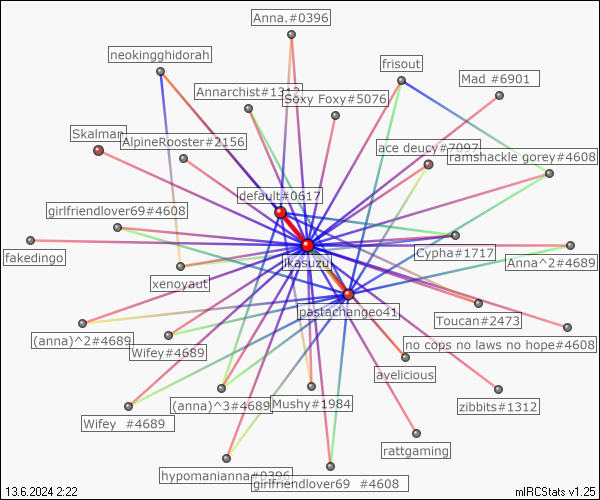 Anna.#0396
neokingghidorah
frisout
Mad #6901
Annarchist#1312
Soxy Foxy#5076
Skalman
AlpineRooster#2156
ace deucy#7097
ramshackle gorey#4608
default#0617
girlfriendlover69#4608
fakedingo
ikasuzu
Cypha#1717
Anna^2#4689
xenoyaut
pastachangeo41
Toucan#2473
(anna)^2#4689
Wifey#4689
no cops no laws no hope#4608
avelicious
(anna)^3#4689
Mushy#1984
zibbits#1312
Wifey #4689
rattgaming
hypomanianna#0396
girlfriendlover69 #4608
13.6.2024 2:22
mIRCStats v1.25